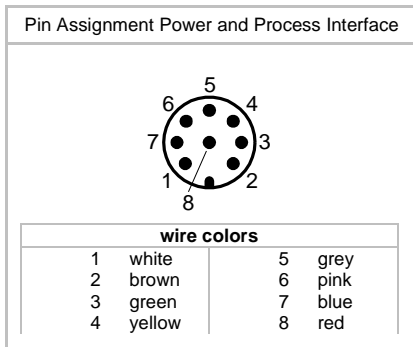 Pin Assignment Power and Process Interface
5
6 4
7 3
1 2
8
wire colors
1 white 5 grey
2 brown 6 pink
3 green 7 blue
4 yellow 8 red